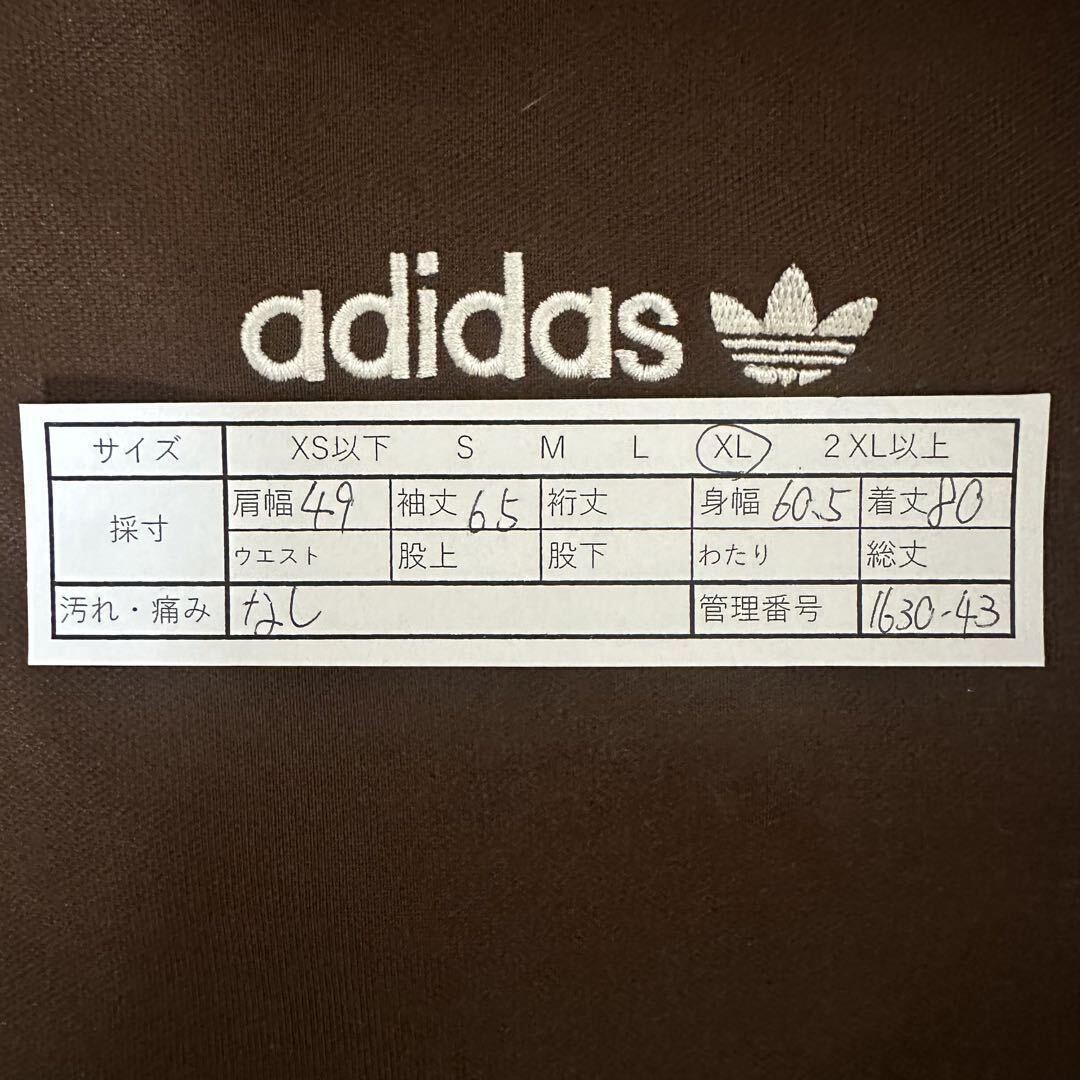 adidas
サイズ XS以下 S M L XL 2XL以上
採寸 肩幅 49 袖丈 65 裄丈 身幅 60.5 着丈 80
ウエスト 股上 股下 わたり 総丈
汚れ・痛み なし 管理番号 1630-43